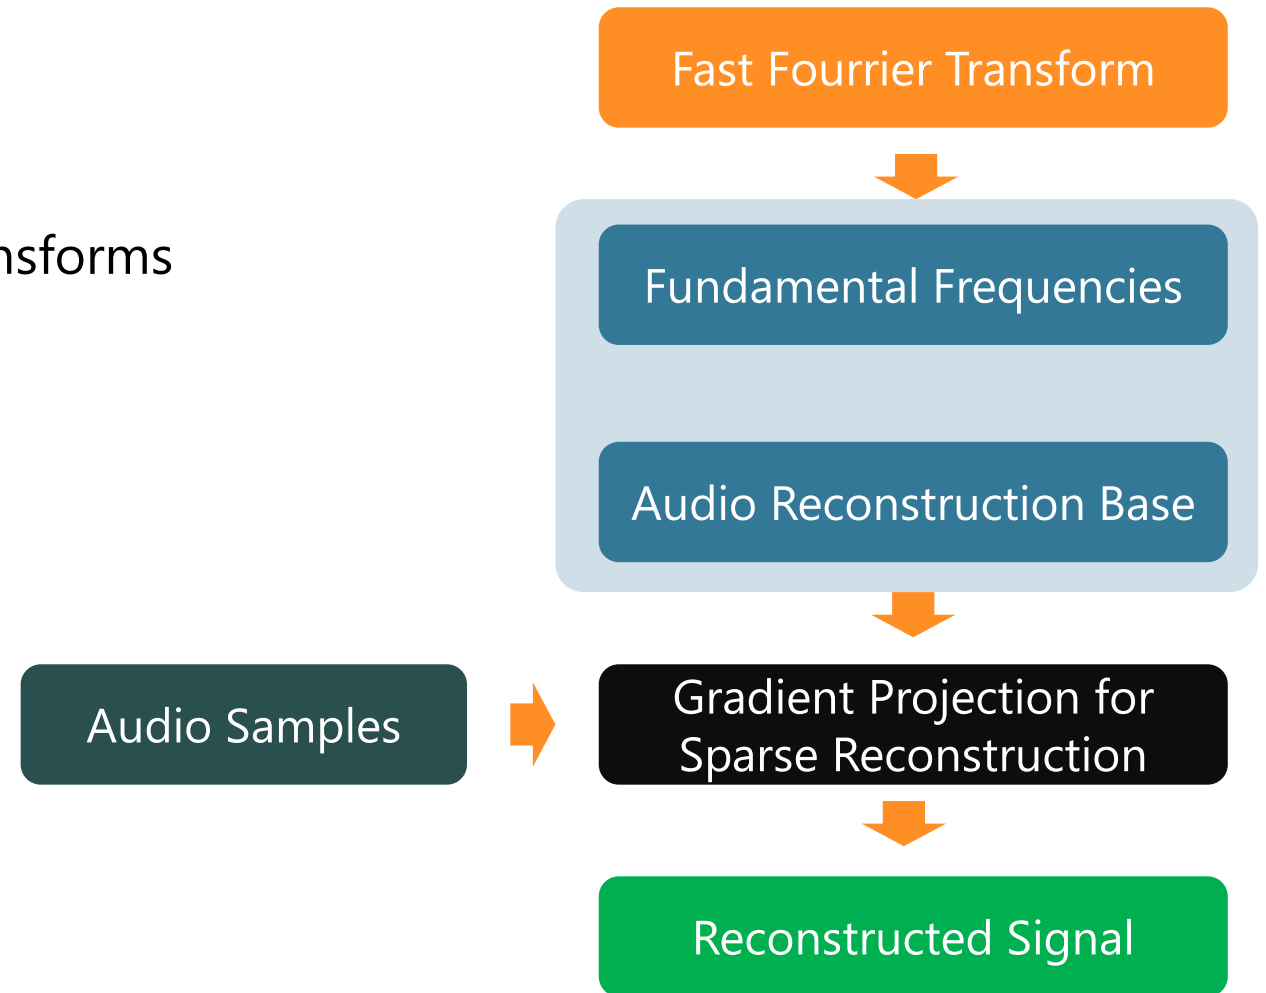 Fast Fourrier Transform
nsforms
Fundamental Frequencies
Audio Reconstruction Base
Audio Samples
Gradient Projection for
Sparse Reconstruction
Reconstructed Signal